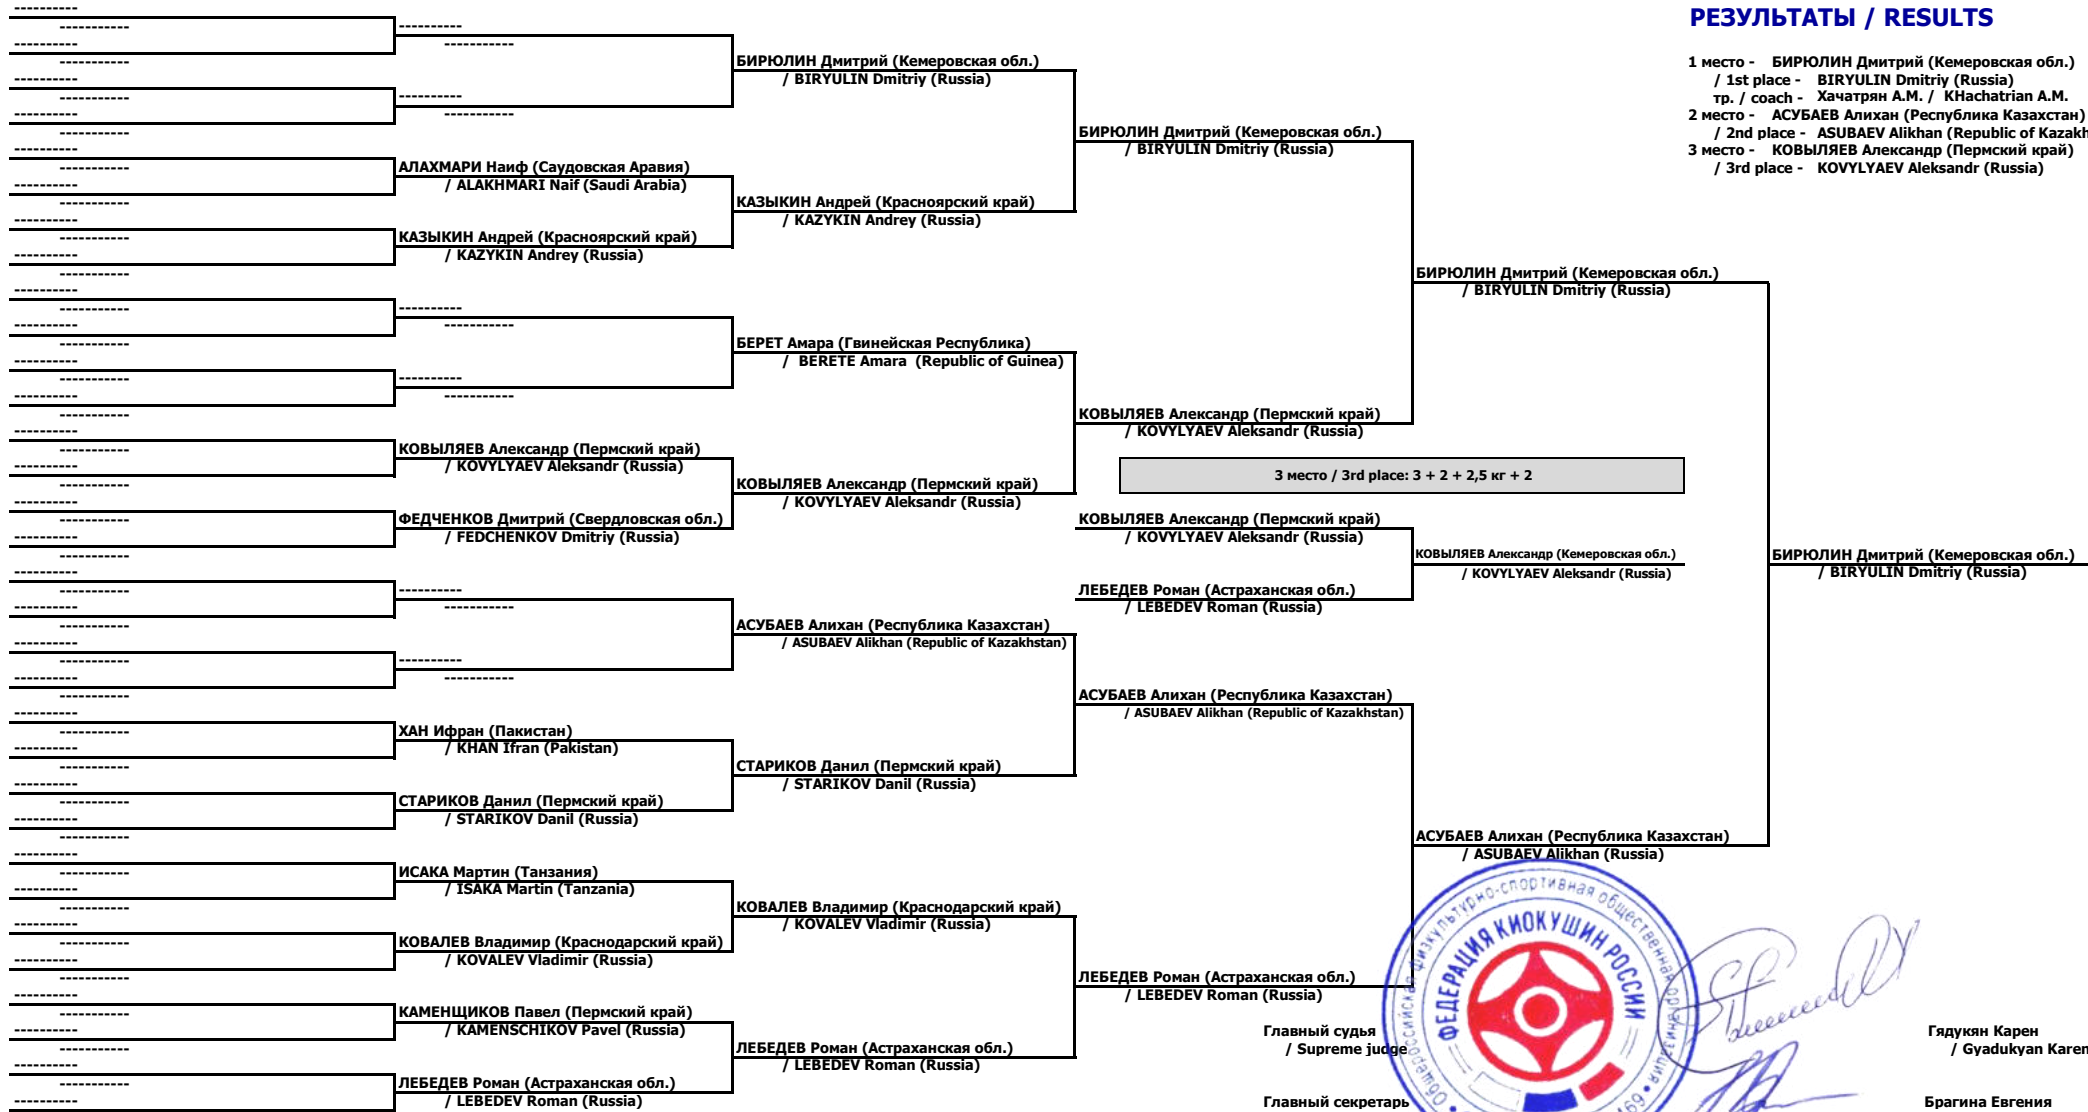 РЕЗУЛЬТАТЫ / RESULTS
1 место - БИРЮЛИН Дмитрий (Кемеровская обл.)
/ 1st place - BIRYULIN Dmitriy (Russia)
тр. / coach - Хачатрян А.М. / KHachatrian A.M.
2 место - АСУБАЕВ Алихан (Республика Казахстан)
/ 2nd place - ASUBAEV Alikhan (Republic of Kazakh
3 место - КОВЫЛЯЕВ Александр (Пермский край)
/ 3rd place - KOVYLYAEV Aleksandr (Russia)
АЛАХМАРИ Наиф (Саудовская Аравия)
/ ALAKHMARI Naif (Saudi Arabia)
КАЗЫКИН Андрей (Красноярский край)
/ KAZYKIN Andrey (Russia)
КОВЫЛЯЕВ Александр (Пермский край)
/ KOVYLYAEV Aleksandr (Russia)
ФЕДЧЕНКОВ Дмитрий (Свердловская обл.)
/ FEDCHENKOV Dmitriy (Russia)
ХАН Ифран (Пакистан)
/ KHAN Ifran (Pakistan)
СТАРИКОВ Данил (Пермский край)
/ STARIKOV Danil (Russia)
ИСАКА Мартин (Танзания)
/ ISAKA Martin (Tanzania)
КОВАЛЕВ Владимир (Краснодарский край)
/ KOVALEV Vladimir (Russia)
КАМЕНЩИКОВ Павел (Пермский край)
/ KAMENSCHIKOV Pavel (Russia)
ЛЕБЕДЕВ Роман (Астраханская обл.)
/ LEBEDEV Roman (Russia)
БИРЮЛИН Дмитрий (Кемеровская обл.)
/ BIRYULIN Dmitriy (Russia)
КАЗЫКИН Андрей (Красноярский край)
/ KAZYKIN Andrey (Russia)
БЕРЕТ Амара (Гвинейская Республика)
/ BERETE Amara (Republic of Guinea)
КОВЫЛЯЕВ Александр (Пермский край)
/ KOVYLYAEV Aleksandr (Russia)
АСУБАЕВ Алихан (Республика Казахстан)
/ ASUBAEV Alikhan (Republic of Kazakhstan)
СТАРИКОВ Данил (Пермский край)
/ STARIKOV Danil (Russia)
КОВАЛЕВ Владимир (Краснодарский край)
/ KOVALEV Vladimir (Russia)
ЛЕБЕДЕВ Роман (Астраханская обл.)
/ LEBEDEV Roman (Russia)
БИРЮЛИН Дмитрий (Кемеровская обл.)
/ BIRYULIN Dmitriy (Russia)
КОВЫЛЯЕВ Александр (Пермский край)
/ KOVYLYAEV Aleksandr (Russia)
3 место / 3rd place: 3 + 2 + 2,5 кг + 2
КОВЫЛЯЕВ Александр (Пермский край)
/ KOVYLYAEV Aleksandr (Russia)
ЛЕБЕДЕВ Роман (Астраханская обл.)
/ LEBEDEV Roman (Russia)
АСУБАЕВ Алихан (Республика Казахстан)
/ ASUBAEV Alikhan (Republic of Kazakhstan)
ЛЕБЕДЕВ Роман (Астраханская обл.)
/ LEBEDEV Roman (Russia)
БИРЮЛИН Дмитрий (Кемеровская обл.)
/ BIRYULIN Dmitriy (Russia)
КОВЫЛЯЕВ Александр (Кемеровская обл.)
/ KOVYLYAEV Aleksandr (Russia)
АСУБАЕВ Алихан (Республика Казахстан)
/ ASUBAEV Alikhan (Russia)
БИРЮЛИН Дмитрий (Кемеровская обл.)
/ BIRYULIN Dmitriy (Russia)
Общероссийская физкультурно-спортивная общественная организация
ФЕДЕРАЦИЯ КИОКУШИН РОССИИ
Главный судья
/ Supreme judge
Гядукян Карен
/ Gyadukyan Karen
Главный секретарь
Брагина Евгения